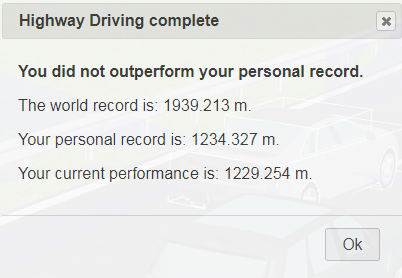 Highway Driving complete
You did not outperform your personal record.
The world record is: 1939.213 m.
Your personal record is: 1234.327 m.
Your current performance is: 1229.254 m.
Ok